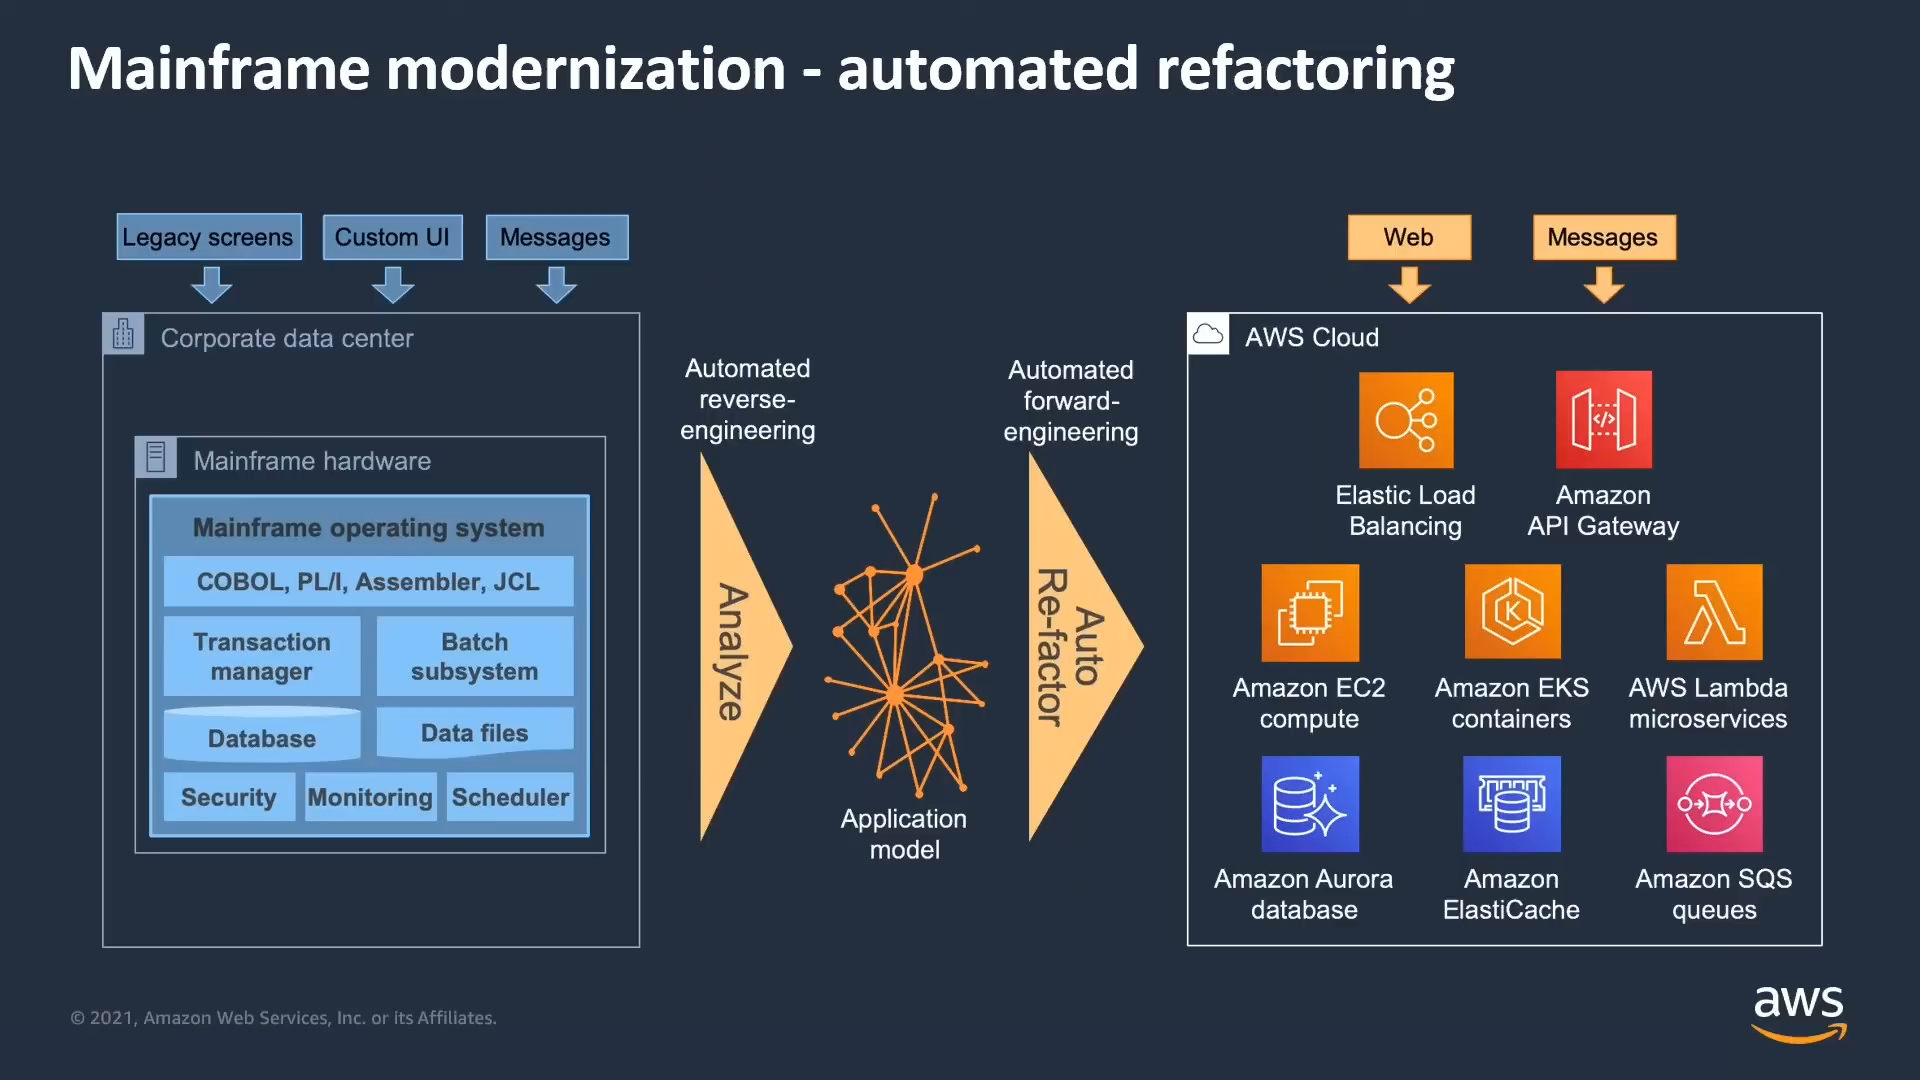 Mainframe modernization - automated refactoring
Legacy screens
Custom UI
Messages
Corporate data center
Mainframe hardware
Mainframe operating system
COBOL, PL/I, Assembler, JCL
Transaction
manager
Batch
subsystem
Database
Data files
Security
Monitoring
Scheduler
Automated
reverse-
engineering
Analyze
Application
model
Automated
forward-
engineering
Auto
Re-factor
Web
Messages
AWS Cloud
Elastic Load
Balancing
Amazon
API Gateway
Amazon EC2
compute
Amazon EKS
containers
AWS Lambda
microservices
Amazon Aurora
database
Amazon
ElastiCache
Amazon SQS
queues
© 2021, Amazon Web Services, Inc. or its Affiliates.
aws